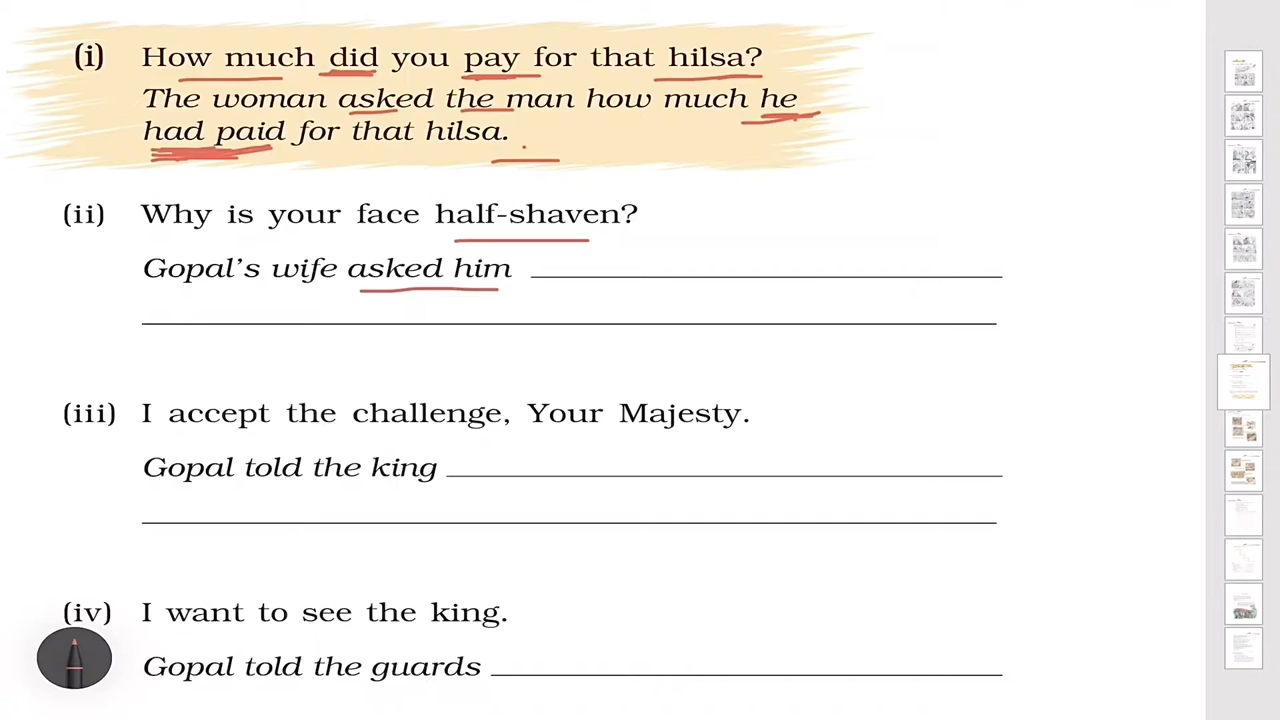 (i) How much did you pay for that hilsa?
The woman asked the man how much he
had paid for that hilsa.
(ii) Why is your face half-shaven?
Gopal's wife asked him
(iii) I accept the challenge, Your Majesty.
Gopal told the king
(iv) I want to see the king.
Gopal told the guards